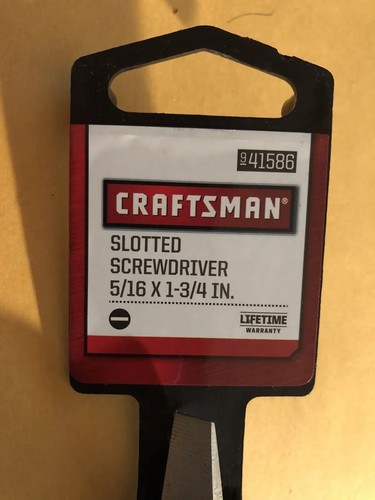 9 41586
CRAFTSMAN®
SLOTTED
SCREWDRIVER
5/16 X 1-3/4 IN.
LIFETIME
WARRANTY